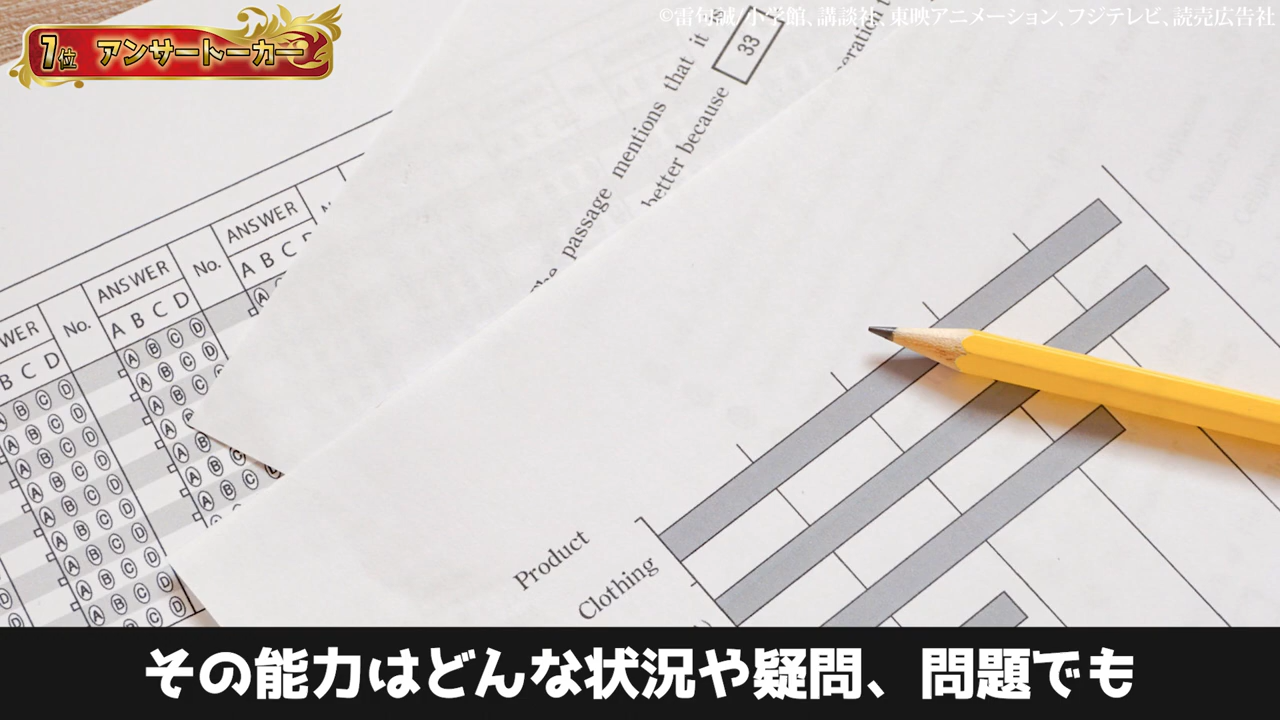 ©雷句誠/小学館、講談社、東映アニメーション、フジテレビ、読売広告社
7位 アンサートーカー
passage mentions that it
better because
33
ANSWER
No.
ANSWER
No.
A B C D
A B C
B C D
Product
Clothing
その能力はどんな状況や疑問、問題でも